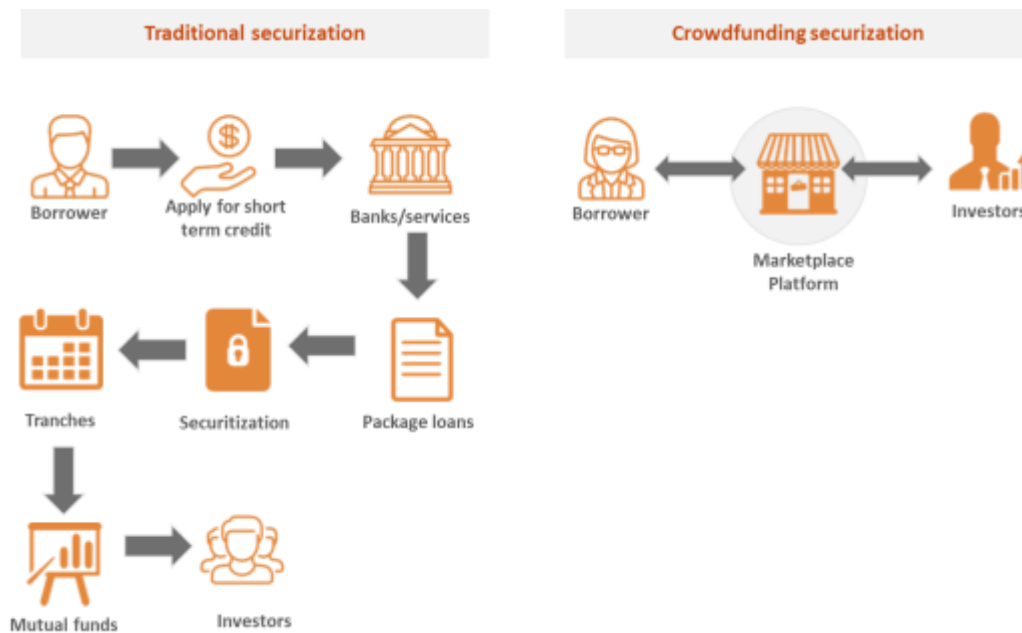 Traditional securization
Crowdfunding securization
$
Borrower
Apply for short
term credit
Banks/services
Borrower
Marketplace
Platform
Investors
Tranches
Securitization
Package loans
Mutual funds
Investors